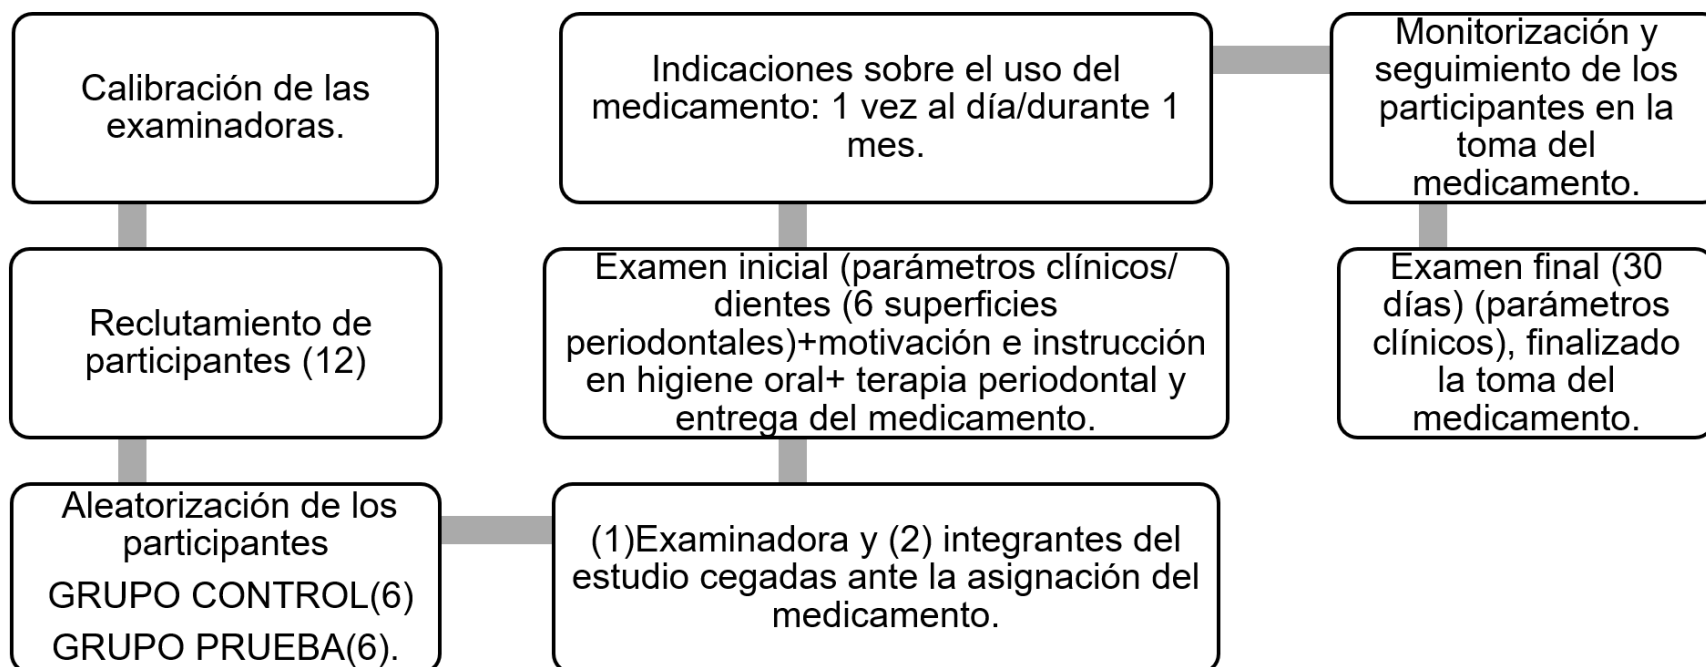 Calibración de las
examinadoras.
Reclutamiento de
participantes (12)
Aleatorización de los
participantes
GRUPO CONTROL(6)
GRUPO PRUEBA(6).
(1)Examinadora y (2) integrantes del
estudio cegadas ante la asignación del
medicamento.
Examen inicial (parámetros clínicos/
dientes (6 superficies
periodontales)+motivación e instrucción
en higiene oral+ terapia periodontal y
entrega del medicamento.
Indicaciones sobre el uso del
medicamento: 1 vez al día/durante 1
mes.
Monitorización y
seguimiento de los
participantes en la
toma del
medicamento.
Examen final (30
días) (parámetros
clínicos), finalizado
la toma del
medicamento.